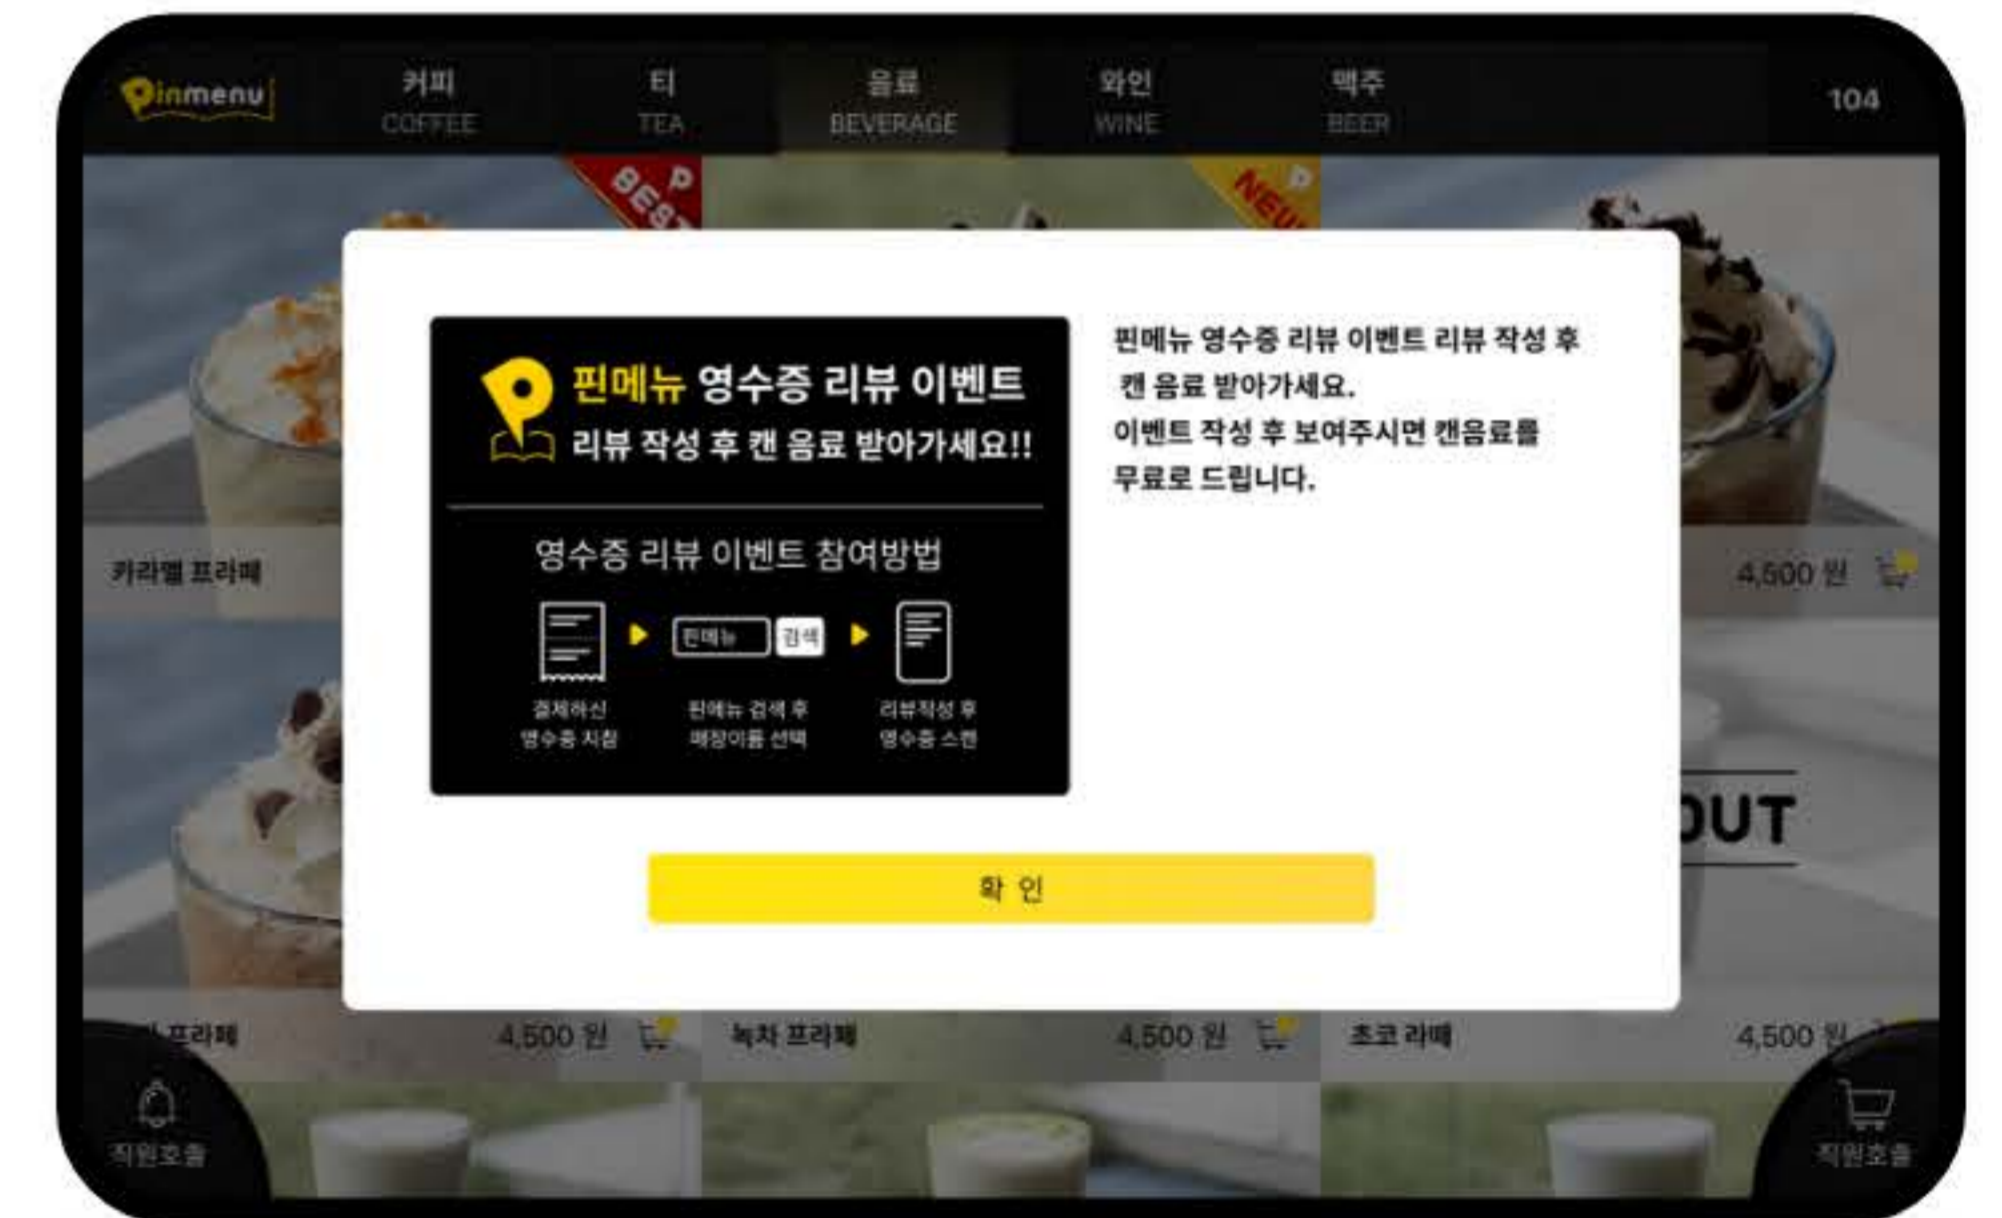 Pinmenu
커피
COFFEE
티
TEA
음료
BEVERAGE
와인
WINE
맥주
BEER
104
P
BEST
P
NEW
핀메뉴 영수증 리뷰 이벤트
리뷰 작성 후 캔 음료 받아가세요!!
영수증 리뷰 이벤트 참여방법
핀메뉴
검색
결제하신
영수증 지참
핀메뉴 검색 후
매장이름 선택
리뷰작성 후
영수증 스캔
핀메뉴 영수증 리뷰 이벤트 리뷰 작성 후
캔 음료 받아가세요.
이벤트 작성 후 보여주시면 캔음료를
무료로 드립니다.
확 인
카라멜 프라페
4,500 원
OUT
프라페
4,500 원
녹차 프라페
4,500 원
초코 라떼
4,500 원
직원호출
직원호출